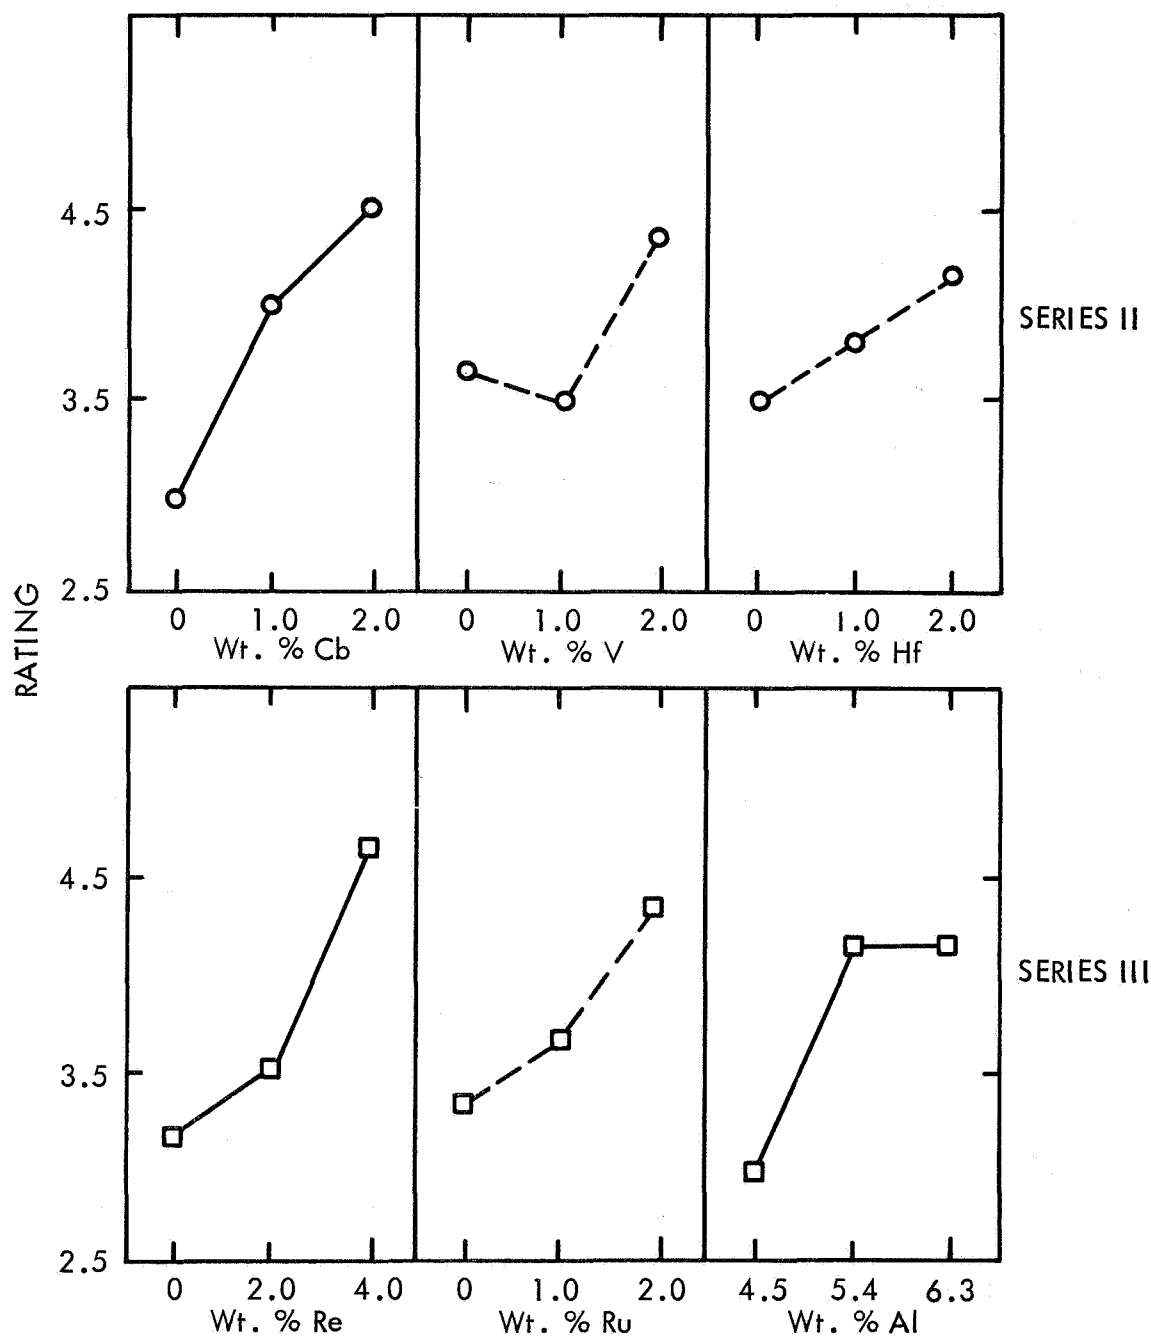 4.5
3.5
2.5
0 1.0 2.0 0 1.0 2.0 0 1.0 2.0
Wt. % Cb Wt. % V Wt. % Hf
SERIES II
RATING
4.5
3.5
2.5
0 2.0 4.0 0 1.0 2.0 4.5 5.4 6.3
Wt. % Re Wt. % Ru Wt. % Al
SERIES III